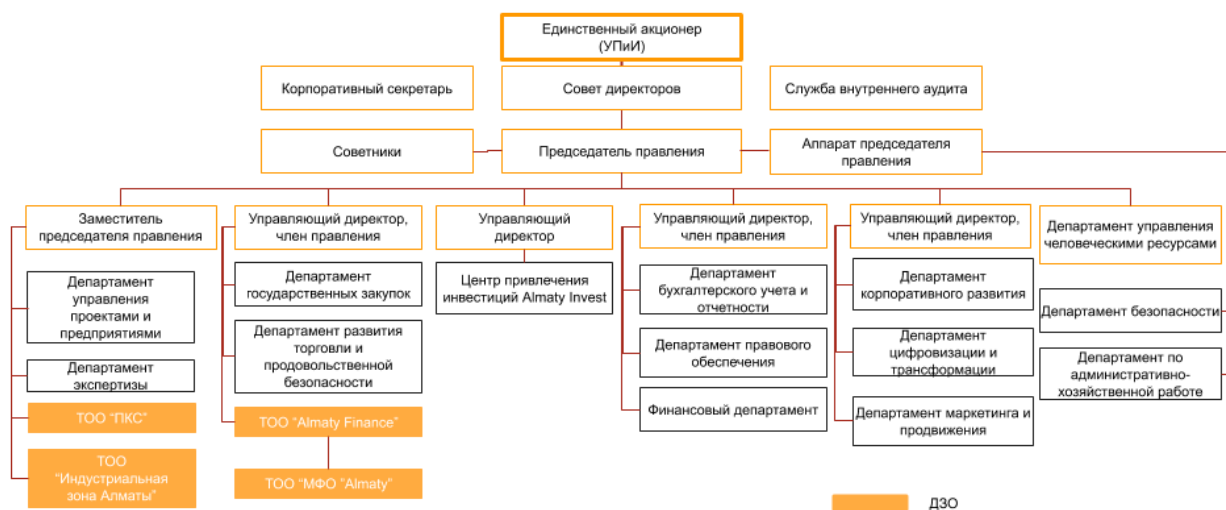 Единственный акционер
(УПиИ)
Корпоративный секретарь
Совет директоров
Служба внутреннего аудита
Советники
Председатель правления
Аппарат председателя
правления
Заместитель
председателя правления
Управляющий директор,
член правления
Управляющий
директор
Управляющий директор,
член правления
Управляющий директор,
член правления
Департамент управления
человеческими ресурсами
Департамент
управления
проектами и
предприятиями
Департамент
экспертизы
ТОО “ПКС”
ТОО
“Индустриальная
зона Алматы”
Департамент
государственных закупок
Департамент развития
торговли и
продовольственной
безопасности
ТОО “Almaty Finance”
ТОО “МФО ”Almaty”
Центр привлечения
инвестиций Almaty Invest
Департамент
бухгалтерского учета и
отчетности
Департамент правового
обеспечения
Финансовый департамент
Департамент
корпоративного развития
Департамент
цифровизации и
трансформации
Департамент маркетинга и
продвижения
Департамент безопасности
Департамент по
административно-
хозяйственной работе
ДЗО